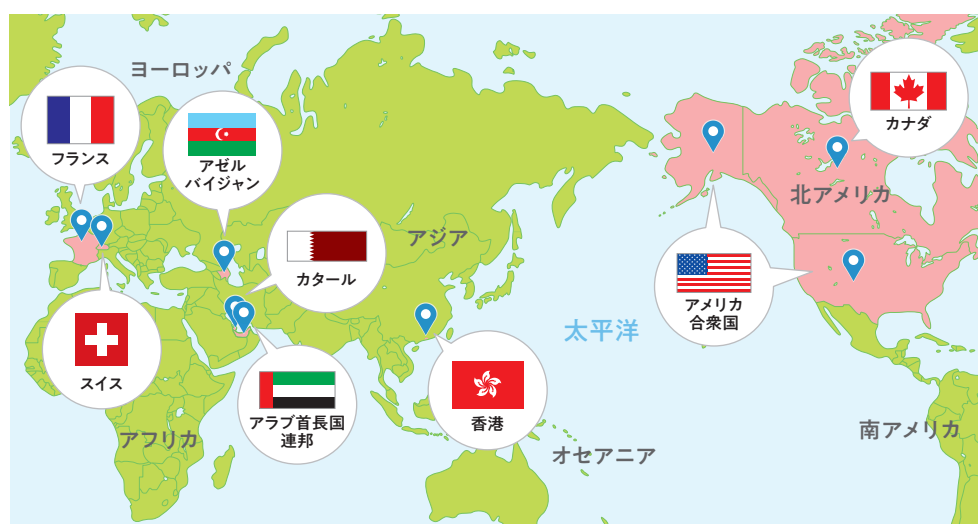 ヨーロッパ
フランス
アゼル
バイジャン
カナダ
北アメリカ
アジア
カタール
アメリカ
合衆国
太平洋
スイス
アラブ首長国
連邦
香港
アフリカ
オセアニア
南アメリカ